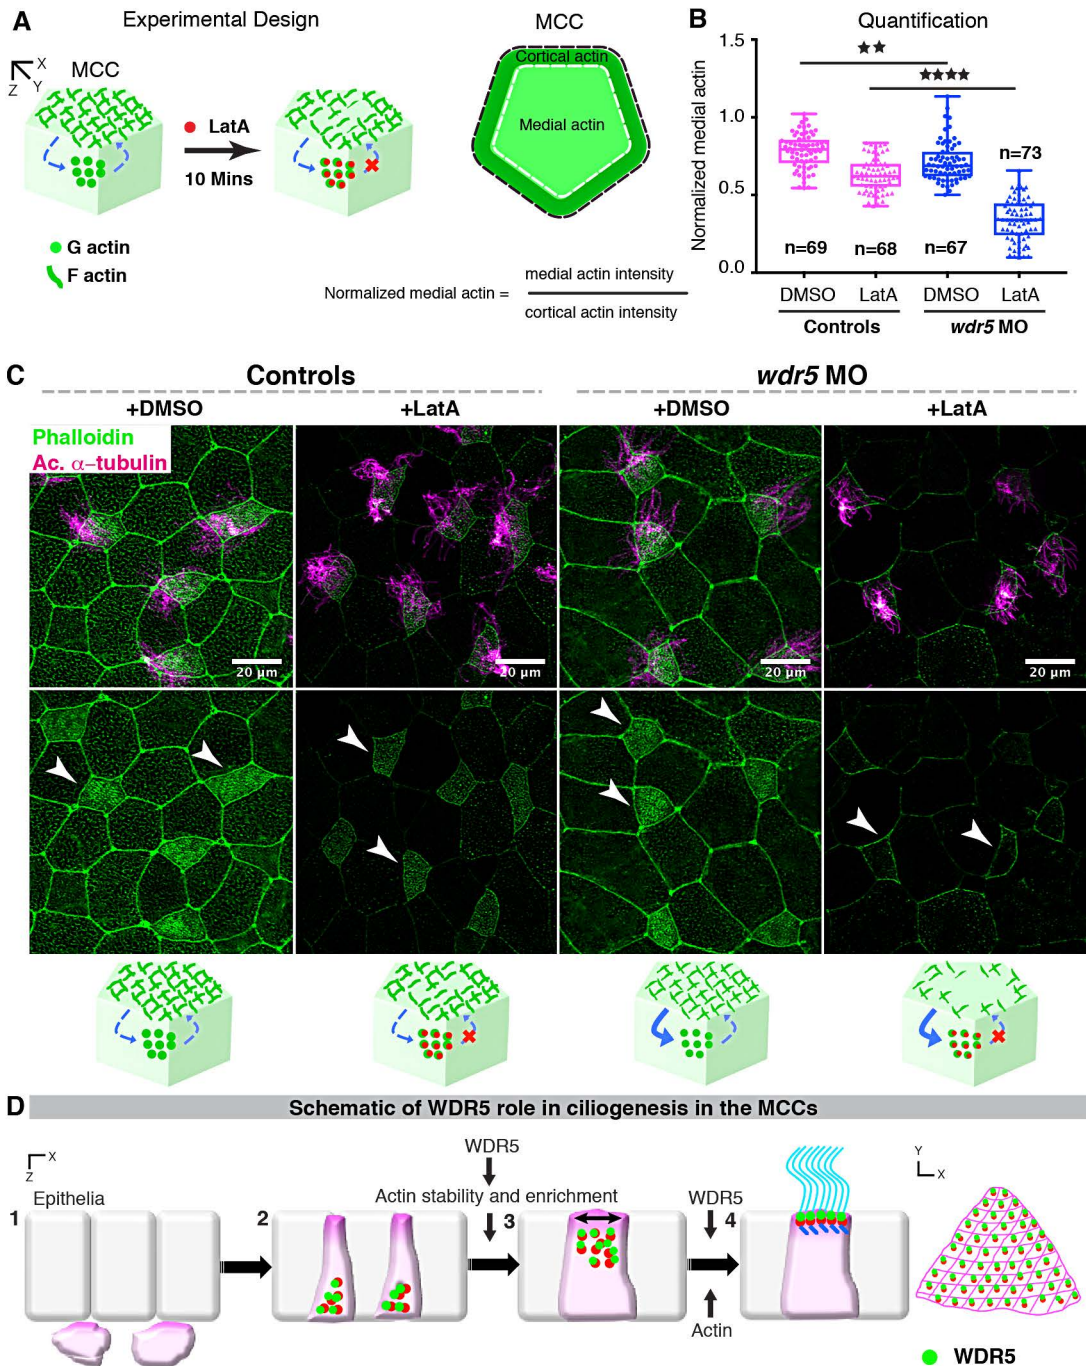 A
Experimental Design
MCC
X
Y
Z
MCC
LatA
10 Mins
G actin
F actin
Cortical actin
Medial actin
Normalized medial actin =
medial actin intensity
cortical actin intensity
B
Quantification
★★
★★★★
Normalized medial actin
1.5
1.0
0.5
0.0
n=69
n=68
n=67
n=73
DMSO LatA DMSO LatA
Controls wdr5 MO
C
Controls wdr5 MO
+DMSO +LatA +DMSO +LatA
Phalloidin
Ac. α–tubulin
20 µm 20 µm 20 µm 20 µm
D
Schematic of WDR5 role in ciliogenesis in the MCCs
X
Z
Epithelia
1
2
WDR5
Actin stability and enrichment
3
WDR5
4
Actin
Y
X
WDR5